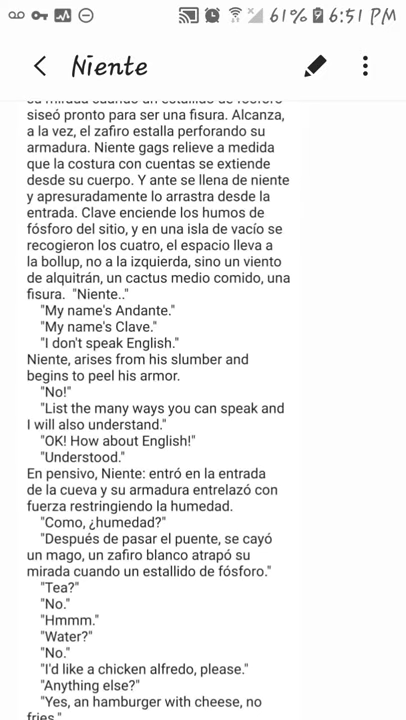 61% 6:51 PM
Niente
su mirada cuando un estallido de fósforo
siseó pronto para ser una fisura. Alcanza,
a la vez, el zafiro estalla perforando su
armadura. Niente gags relieve a medida
que la costura con cuentas se extiende
desde su cuerpo. Y ante se llena de niente
y apresuradamente lo arrastra desde la
entrada. Clave enciende los humos de
fósforo del sitio, y en una isla de vacío se
recogieron los cuatro, el espacio lleva a
la bollup, no a la izquierda, sino un viento
de alquitrán, un cactus medio comido, una
fisura. "Niente.."
"My name's Andante."
"My name's Clave."
"I don't speak English."
Niente, arises from his slumber and
begins to peel his armor.
"No!"
"List the many ways you can speak and
I will also understand."
"OK! How about English!"
"Understood."
En pensivo, Niente: entró en la entrada
de la cueva y su armadura entrelazó con
fuerza restringiendo la humedad.
"Como, ¿humedad?"
"Después de pasar el puente, se cayó
un mago, un zafiro blanco atrapó su
mirada cuando un estallido de fósforo."
"Tea?"
"No."
"Hmmm."
"Water?"
"No."
"I'd like a chicken alfredo, please."
"Anything else?"
"Yes, an hamburger with cheese, no
fries."